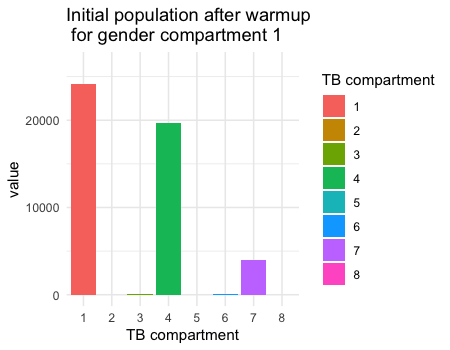 Initial population after warmup
for gender compartment 1
TB compartment
1
2
3
4
5
6
7
8
value
20000
10000
0
1 2 3 4 5 6 7 8
TB compartment